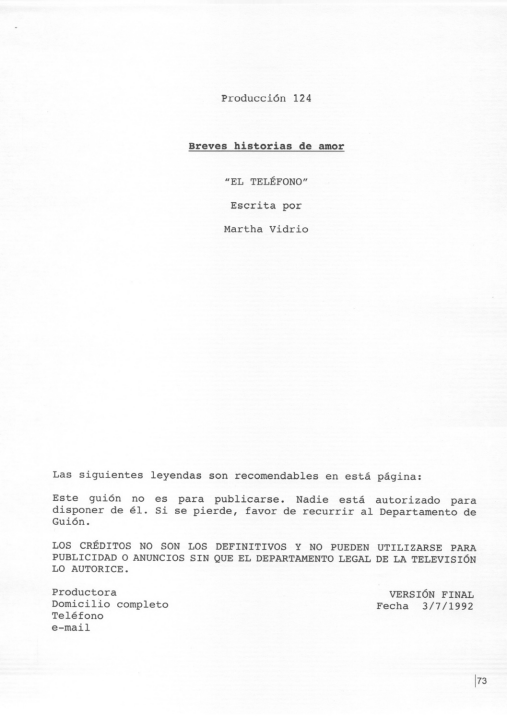 Producción 124
Breves historias de amor
"EL TELÉFONO"
Escrita por
Martha Vidrio
Las siguientes leyendas son recomendables en está página:
Este guión no es para publicarse. Nadie está autorizado para
disponer de él. Si se pierde, favor de recurrir al Departamento de
Guión.
LOS CRÉDITOS NO SON LOS DEFINITIVOS Y NO PUEDEN UTILIZARSE PARA
PUBLICIDAD O ANUNCIOS SIN QUE EL DEPARTAMENTO LEGAL DE LA TELEVISIÓN
LO AUTORICE.
Productora VERSIÓN FINAL
Domicilio completo Fecha 3/7/1992
Teléfono
e-mail
73